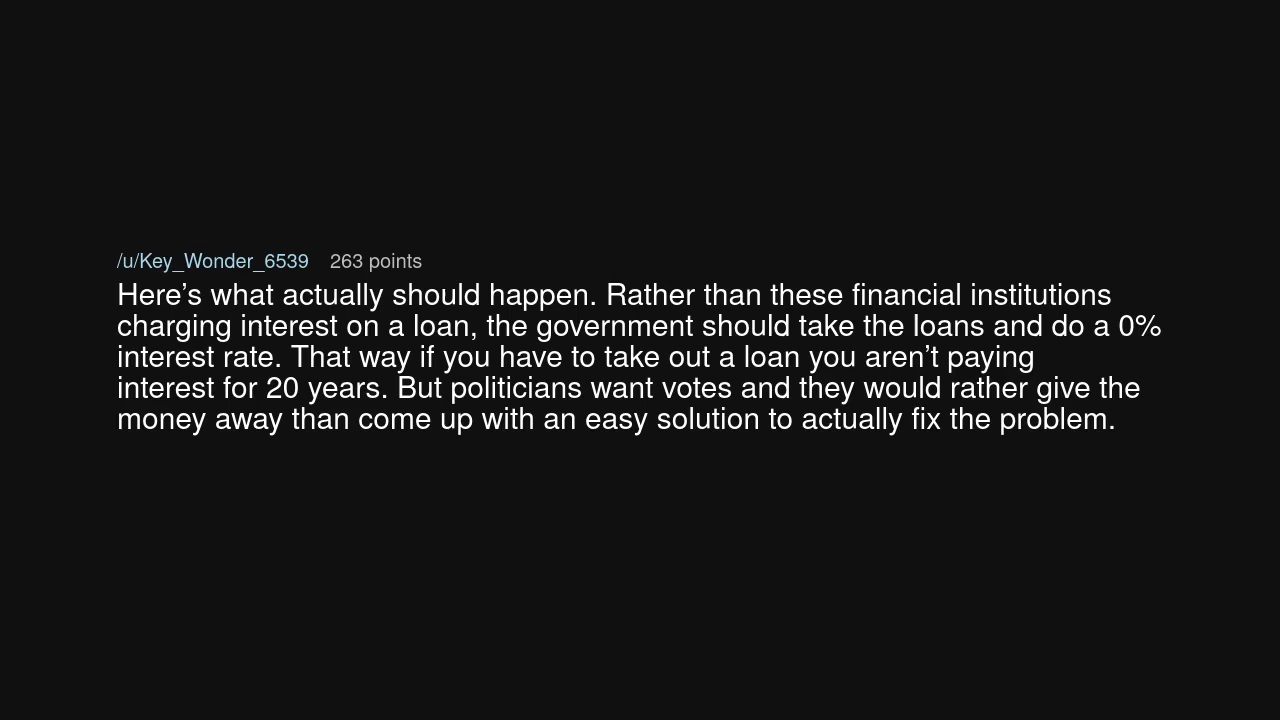 /u/Key_Wonder_6539 263 points
Here’s what actually should happen. Rather than these financial institutions
charging interest on a loan, the government should take the loans and do a 0%
interest rate. That way if you have to take out a loan you aren’t paying
interest for 20 years. But politicians want votes and they would rather give the
money away than come up with an easy solution to actually fix the problem.